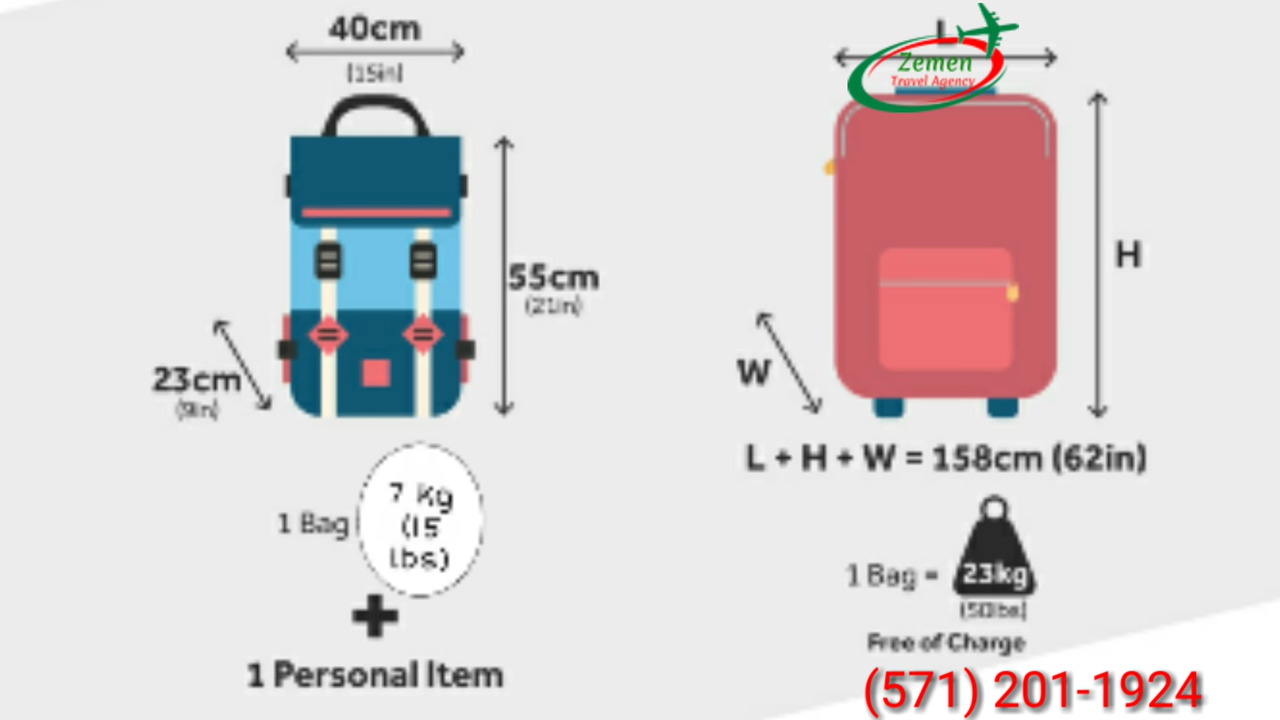 40cm
(15in)
55cm
(21in)
23cm
(9in)
1 Bag
7 kg
(15
lbs)
1 Personal Item
L
Zemen
Travel Agency
H
W
L + H + W = 158cm (62in)
1 Bag =
23kg
(50lbs)
Free of Charge
(571) 201-1924